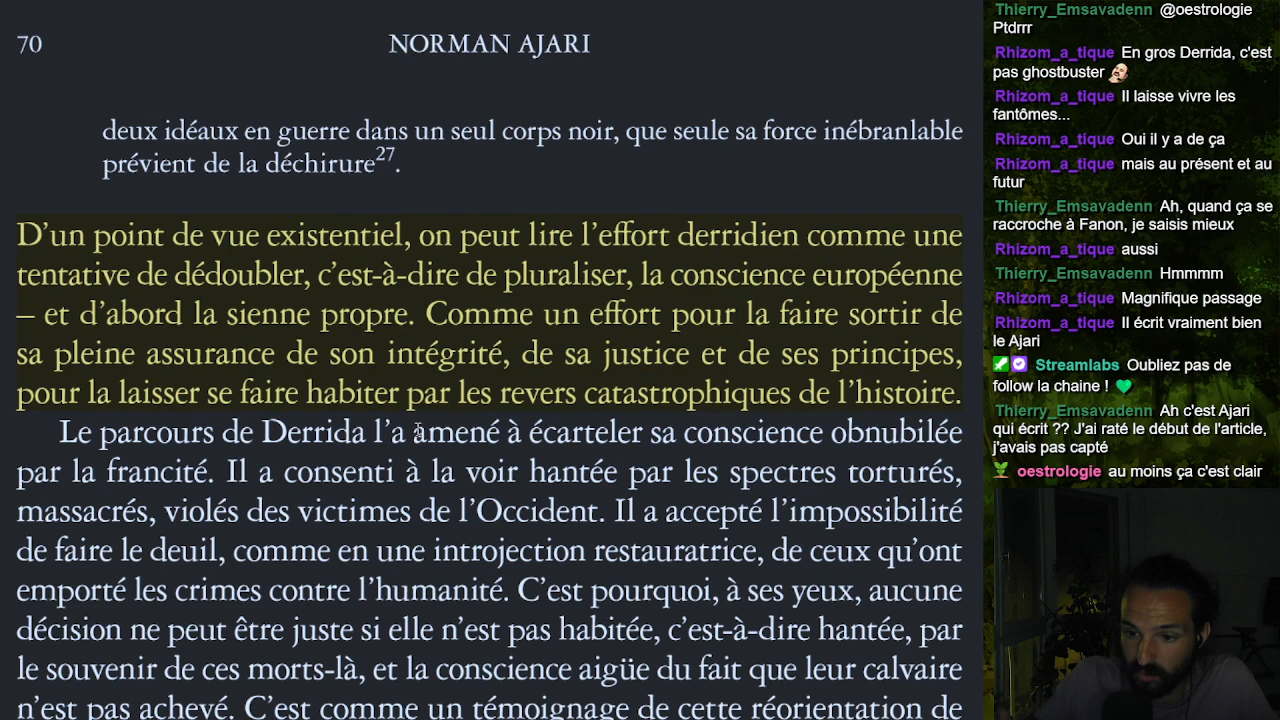 70
NORMAN AJARI
deux idéaux en guerre dans un seul corps noir, que seule sa force inébranlable
prévient de la déchirure27.
D’un point de vue existentiel, on peut lire l’effort derridien comme une
tentative de dédoubler, c’est-à-dire de pluraliser, la conscience européenne
– et d’abord la sienne propre. Comme un effort pour la faire sortir de
sa pleine assurance de son intégrité, de sa justice et de ses principes,
pour la laisser se faire habiter par les revers catastrophiques de l’histoire.
Le parcours de Derrida l’a amené à écarteler sa conscience obnubilée
par la francité. Il a consenti à la voir hantée par les spectres torturés,
massacrés, violés des victimes de l’Occident. Il a accepté l’impossibilité
de faire le deuil, comme en une introjection restauratrice, de ceux qu’ont
emporté les crimes contre l’humanité. C’est pourquoi, à ses yeux, aucune
décision ne peut être juste si elle n’est pas habitée, c’est-à-dire hantée, par
le souvenir de ces morts-là, et la conscience aigüe du fait que leur calvaire
n’est pas achevé. C’est comme un témoignage de cette réorientation de
Thierry_Emsavadenn @oestrologie
Ptdrrr
Rhizom_a_tique En gros Derrida, c'est
pas ghostbuster
Rhizom_a_tique Il laisse vivre les
fantômes...
Rhizom_a_tique Oui il y a de ça
Rhizom_a_tique mais au présent et au
futur
Thierry_Emsavadenn Ah, quand ça se
raccroche à Fanon, je saisis mieux
Rhizom_a_tique aussi
Thierry_Emsavadenn Hmmmm
Rhizom_a_tique Magnifique passage
Rhizom_a_tique Il écrit vraiment bien
le Ajari
Streamlabs Oubliez pas de
follow la chaine !
Thierry_Emsavadenn Ah c'est Ajari
qui écrit ?? J'ai raté le début de l'article,
j'avais pas capté
oestrologie au moins ça c'est clair